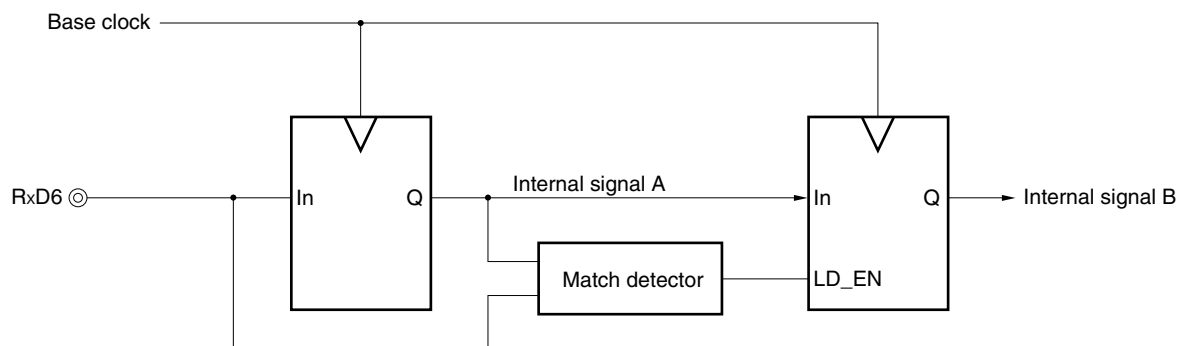 Base clock
RxD6
In
Q
Internal signal A
In
Q
Internal signal B
Match detector
LD_EN